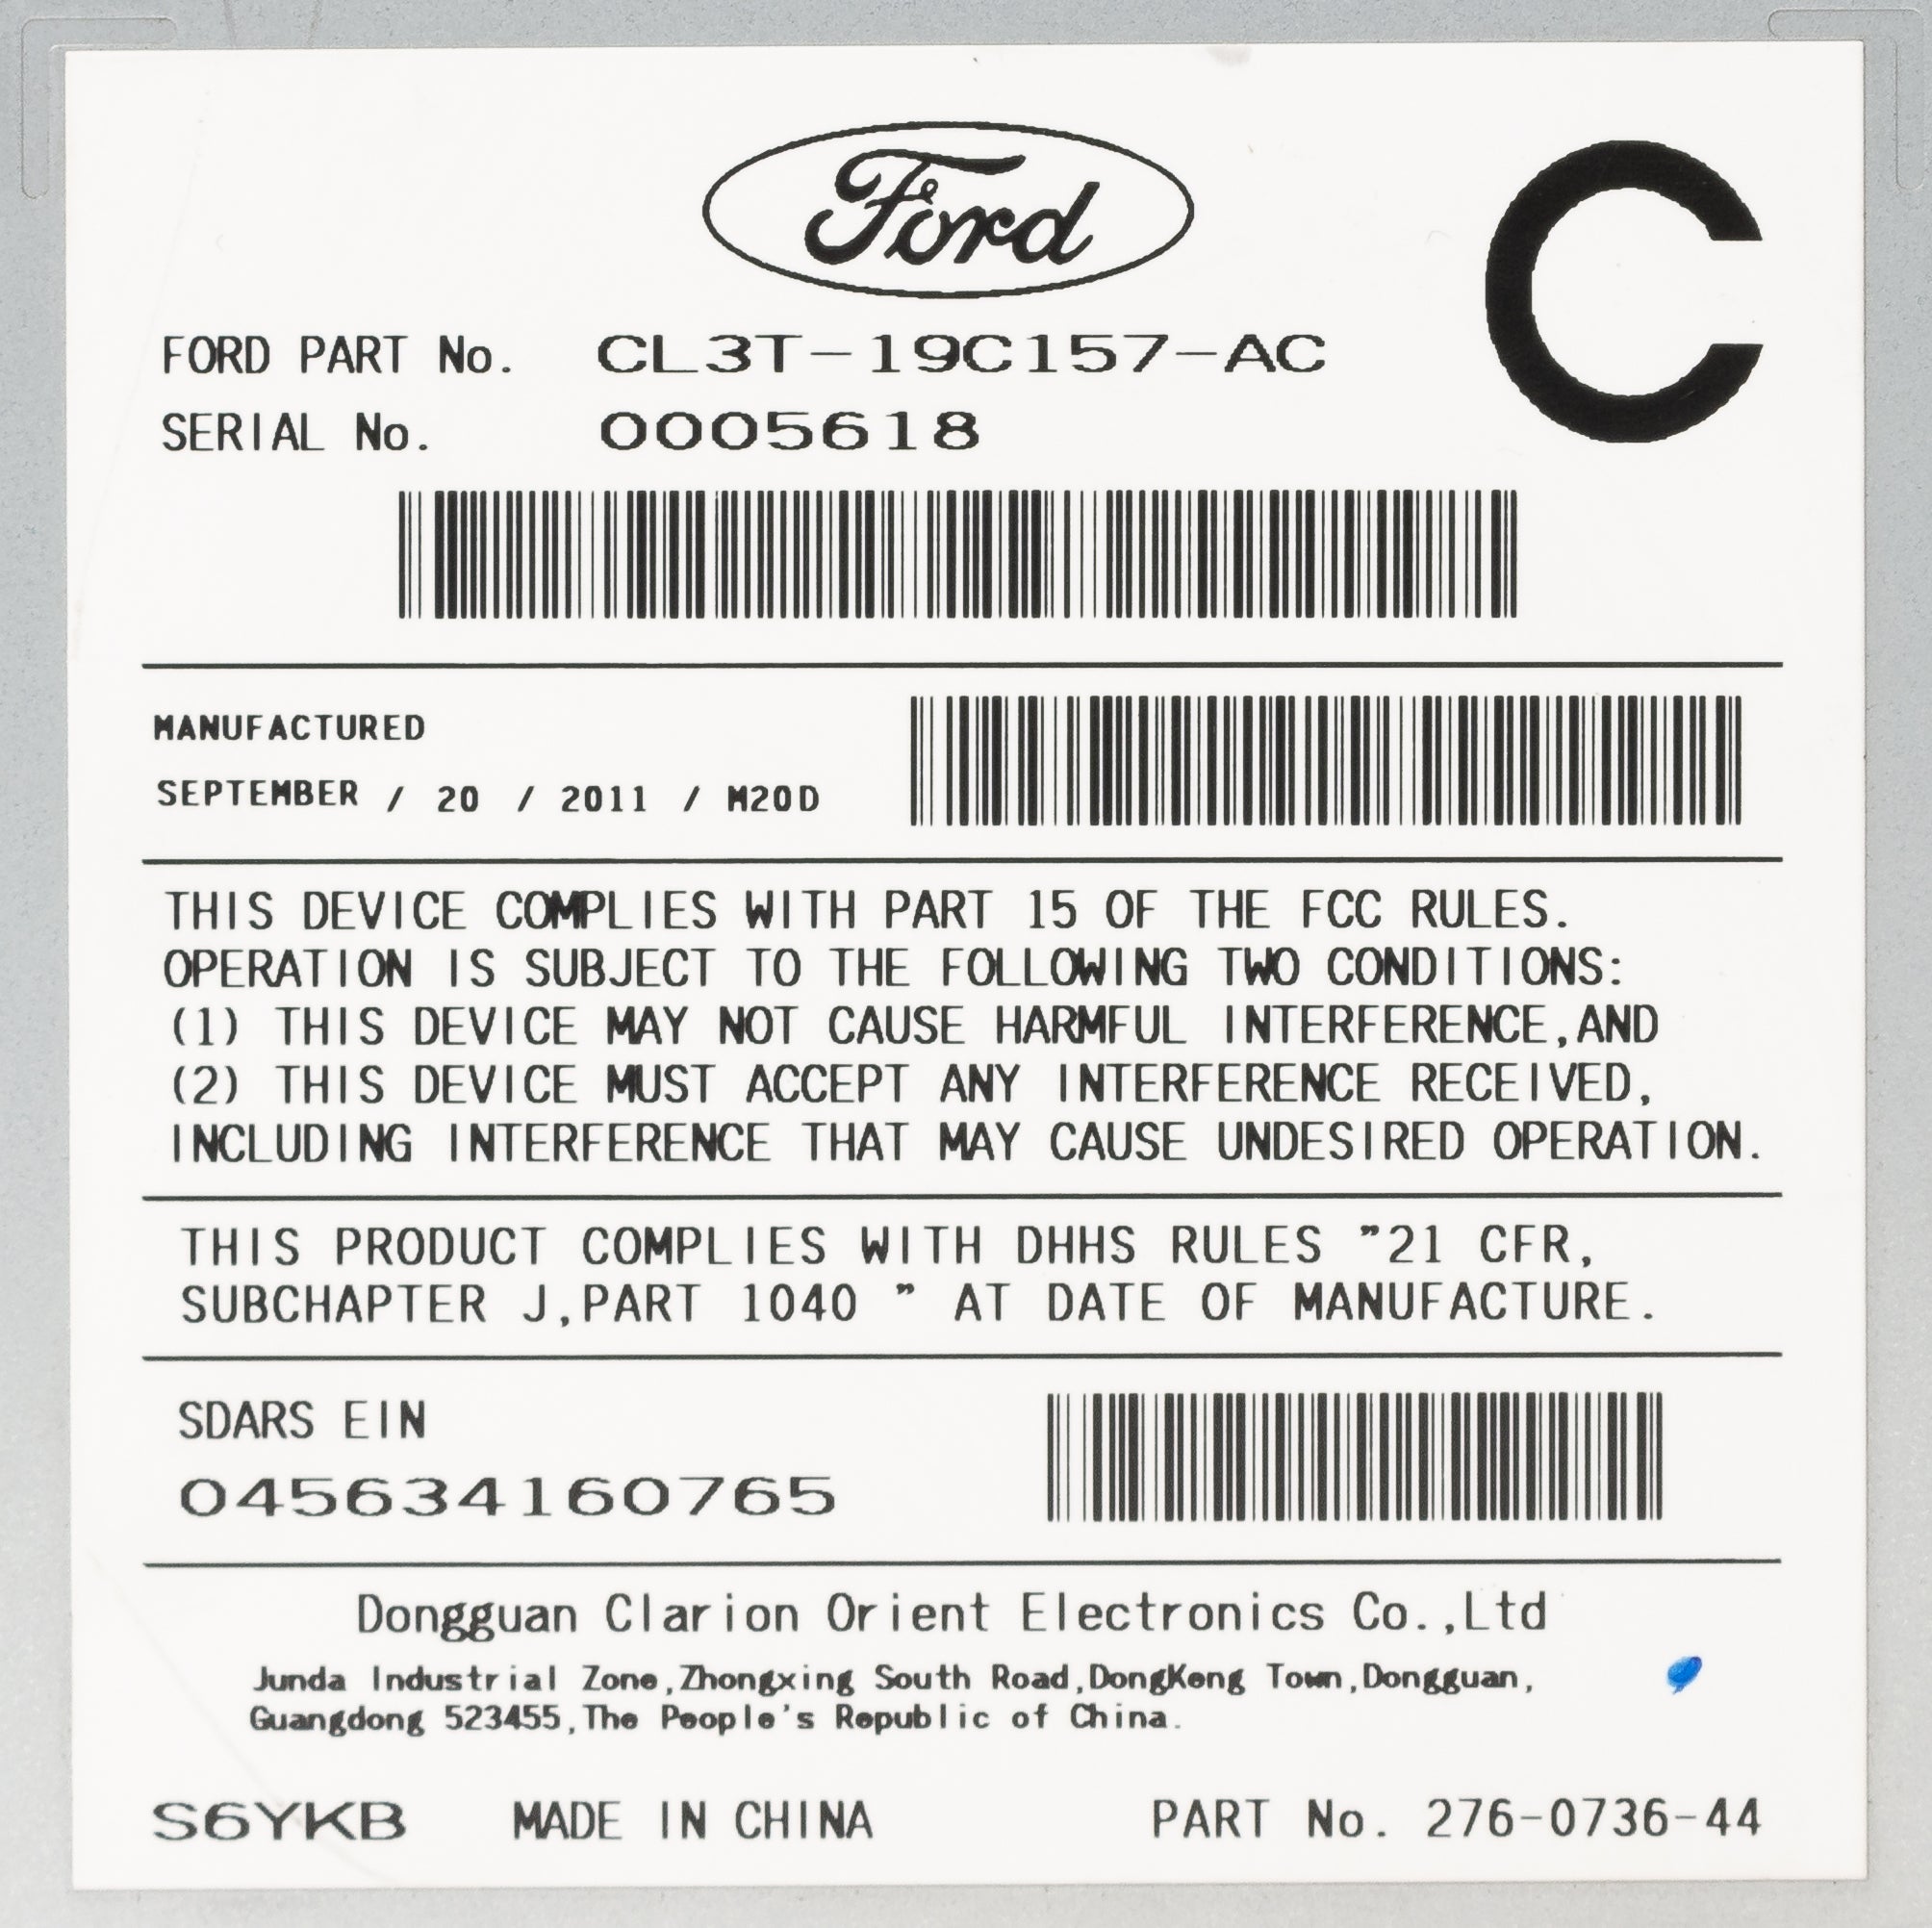 Ford
C
FORD PART No. CL3T-19C157-AC
SERIAL No. 0005618
MANUFACTURED
SEPTEMBER / 20 / 2011 / M20D
THIS DEVICE COMPLIES WITH PART 15 OF THE FCC RULES.
OPERATION IS SUBJECT TO THE FOLLOWING TWO CONDITIONS:
(1) THIS DEVICE MAY NOT CAUSE HARMFUL INTERFERENCE,AND
(2) THIS DEVICE MUST ACCEPT ANY INTERFERENCE RECEIVED,
INCLUDING INTERFERENCE THAT MAY CAUSE UNDESIRED OPERATION.
THIS PRODUCT COMPLIES WITH DHHS RULES ”21 CFR,
SUBCHAPTER J,PART 1040 ” AT DATE OF MANUFACTURE.
SDARS EIN
045634160765
Dongguan Clarion Orient Electronics Co.,Ltd
Junda Industrial Zone,Zhongxing South Road,DongKeng Town,Dongguan,
Guangdong 523455,The People's Republic of China.
S6YKB MADE IN CHINA PART No. 276-0736-44